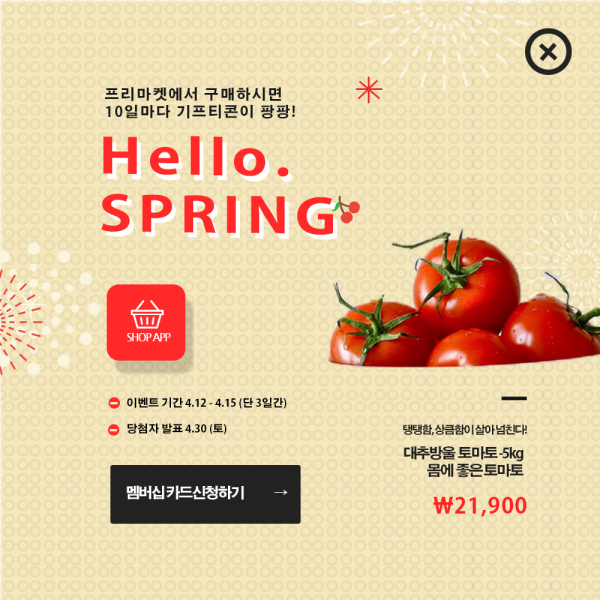 프리마켓에서 구매하시면
10일마다 기프티콘이 팡팡!
Hello.
SPRING
SHOP APP
이벤트 기간 4.12 - 4.15 (단 3일간)
당첨자 발표 4.30 (토)
멤버십 카드신청하기 →
탱탱함, 상큼함이 살아 넘친다!
대추방울 토마토 -5kg
몸에 좋은 토마토
₩21,900